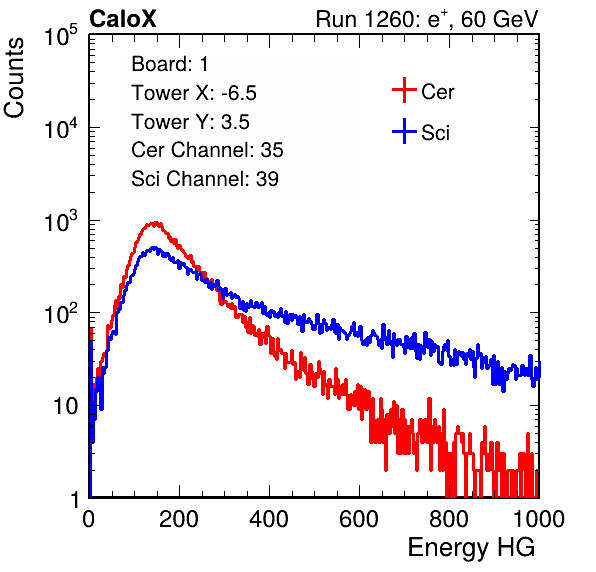 CaloX Run 1260: e⁺, 60 GeV
Counts
10⁵
10⁴
10³
10²
10
1
Board: 1
Tower X: -6.5
Tower Y: 3.5
Cer Channel: 35
Sci Channel: 39
Cer
Sci
0 200 400 600 800 1000
Energy HG